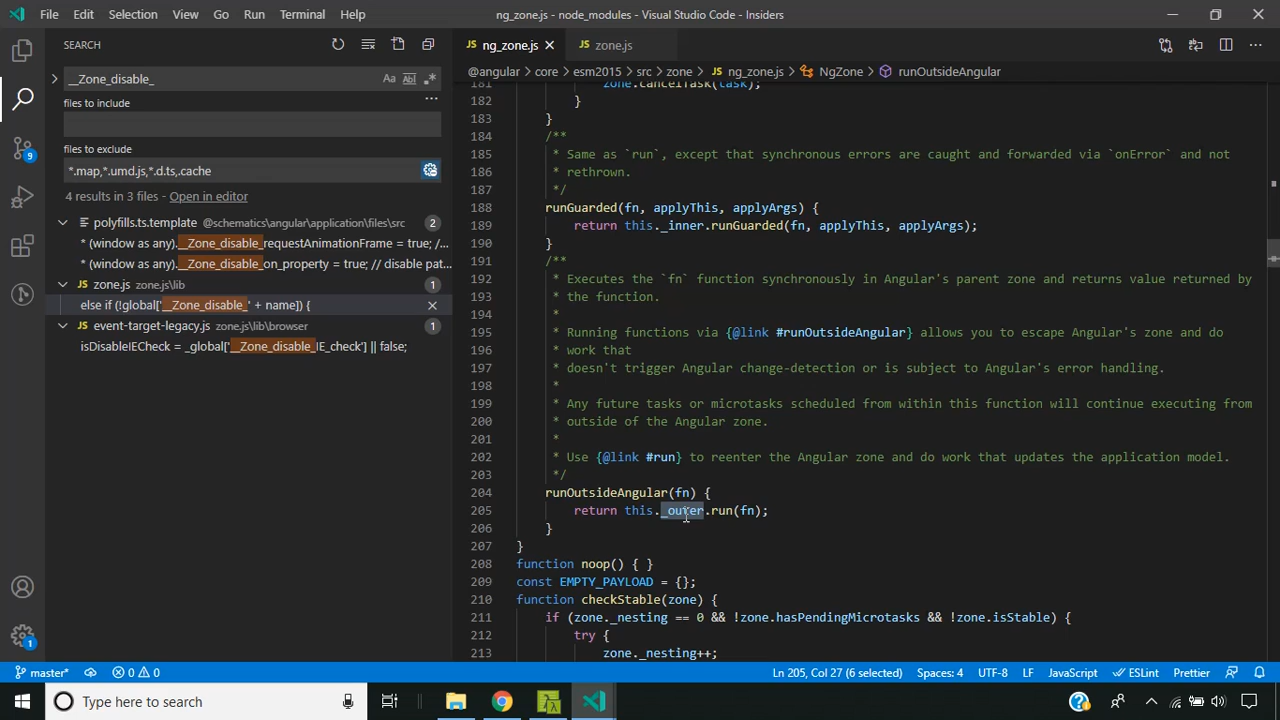 File Edit Selection View Go Run Terminal Help ng_zone.js - node_modules - Visual Studio Code - Insiders
SEARCH
__Zone_disable_
Aa Abl .*
files to include
...
files to exclude
*.map,*.umd.js,*.d.ts,.cache
4 results in 3 files - Open in editor
polyfills.ts.template @schematics\angular\application\files\src 2
* (window as any).__Zone_disable_requestAnimationFrame = true; //...
* (window as any).__Zone_disable_on_property = true; // disable pat...
zone.js zone.js\lib 1
else if (!global['__Zone_disable_' + name]) {
event-target-legacy.js zone.js\lib\browser 1
isDisableIECheck = _global['__Zone_disable_IE_check'] || false;
JS ng_zone.js JS zone.js
@angular > core > esm2015 > src > zone > JS ng_zone.js > NgZone > runOutsideAngular
181 zone.cancelTask(task);
182 }
183 }
184 /**
185 * Same as `run`, except that synchronous errors are caught and forwarded via `onError` and not
186 * rethrown.
187 */
188 runGuarded(fn, applyThis, applyArgs) {
189 return this._inner.runGuarded(fn, applyThis, applyArgs);
190 }
191 /**
192 * Executes the `fn` function synchronously in Angular's parent zone and returns value returned by
193 * the function.
194 *
195 * Running functions via {@link #runOutsideAngular} allows you to escape Angular's zone and do
196 * work that
197 * doesn't trigger Angular change-detection or is subject to Angular's error handling.
198 *
199 * Any future tasks or microtasks scheduled from within this function will continue executing from
200 * outside of the Angular zone.
201 *
202 * Use {@link #run} to reenter the Angular zone and do work that updates the application model.
203 */
204 runOutsideAngular(fn) {
205 return this._outer.run(fn);
206 }
207 }
208 function noop() { }
209 const EMPTY_PAYLOAD = {};
210 function checkStable(zone) {
211 if (zone._nesting == 0 && !zone.hasPendingMicrotasks && !zone.isStable) {
212 try {
213 zone._nesting++;
9
1
master* 0 0 Ln 205, Col 27 (6 selected) Spaces: 4 UTF-8 LF JavaScript ESLint Prettier
Type here to search